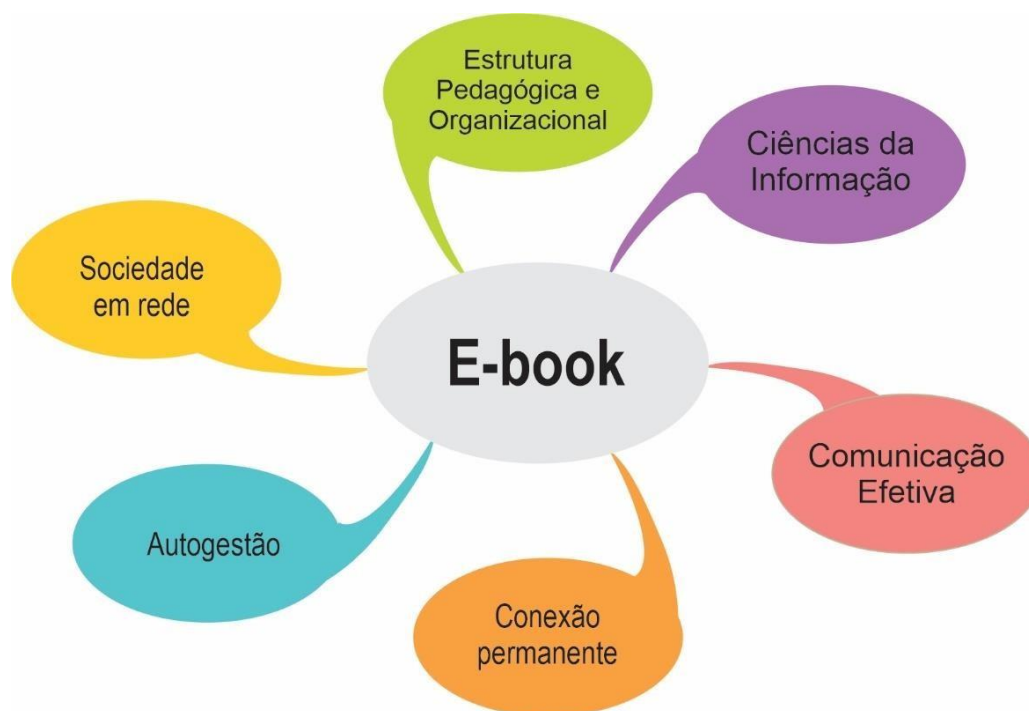 Estrutura
Pedagógica e
Organizacional
Ciências da
Informação
Sociedade
em rede
E-book
Comunicação
Efetiva
Autogestão
Conexão
permanente